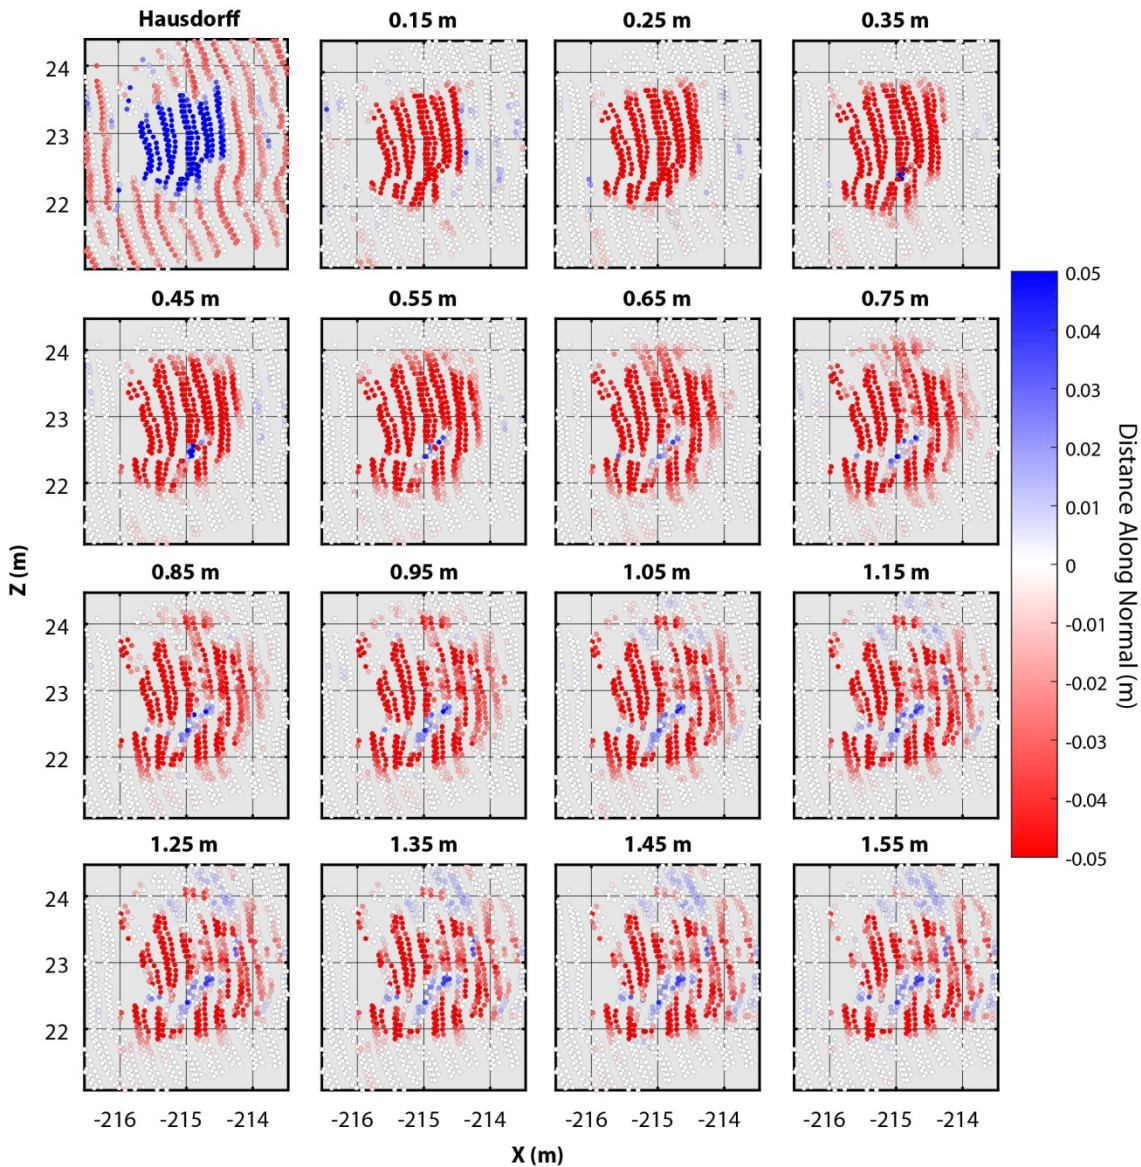 Hausdorff 0.15 m 0.25 m 0.35 m
24
23
22
0.45 m 0.55 m 0.65 m 0.75 m
24
23
22
0.85 m 0.95 m 1.05 m 1.15 m
24
23
22
1.25 m 1.35 m 1.45 m 1.55 m
24
23
22
-216 -215 -214 -216 -215 -214 -216 -215 -214 -216 -215 -214
X (m)
Z (m)
0.05
0.04
0.03
0.02
0.01
0
-0.01
-0.02
-0.03
-0.04
-0.05
Distance Along Normal (m)